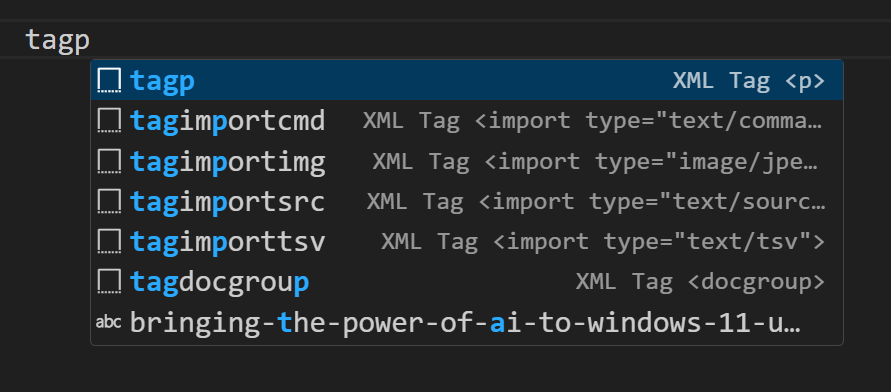 tagp
tagp XML Tag <p>
tagimportcmd XML Tag <import type="text/comma…
tagimportimg XML Tag <import type="image/jpe…
tagimportsrc XML Tag <import type="text/sourc…
tagimporttsv XML Tag <import type="text/tsv">
tagdocgroup XML Tag <docgroup>
abc bringing-the-power-of-ai-to-windows-11-u…